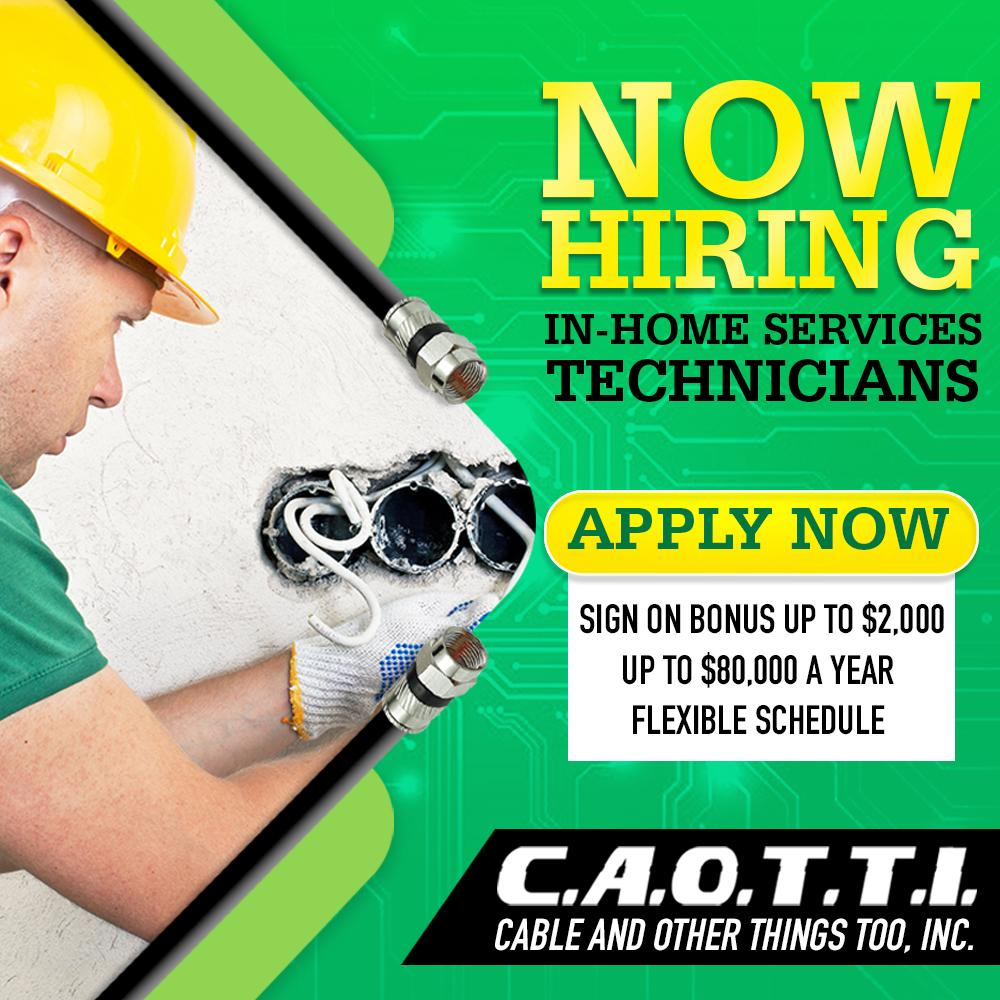 NOW
HIRING
IN-HOME SERVICES
TECHNICIANS
APPLY NOW
SIGN ON BONUS UP TO $2,000
UP TO $80,000 A YEAR
FLEXIBLE SCHEDULE
C.A.O.T.T.I.
CABLE AND OTHER THINGS TOO, INC.